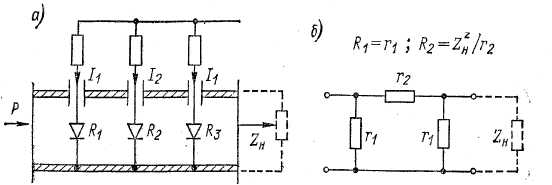 а)
I₁ I₂ I₁
P
R₁ R₂ R₃
Zн
б)
R₁=r₁ ; R₂=Zн²/r₂
r₂
r₁ r₁ Zн